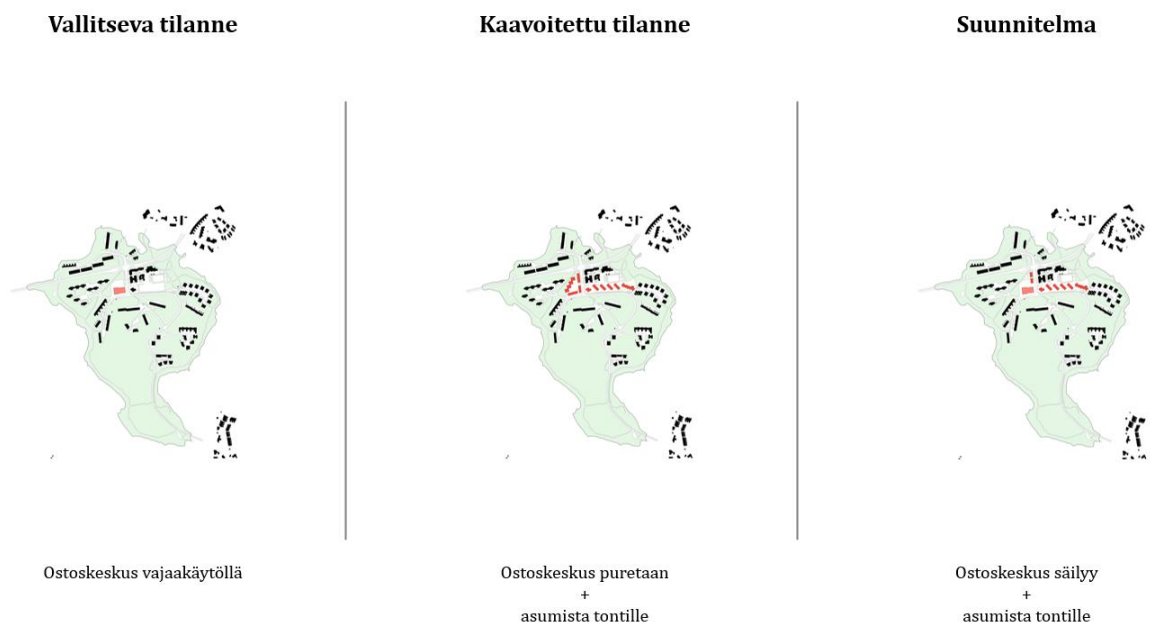 Vallitseva tilanne
Kaavoitettu tilanne
Suunnitelma
Ostoskeskus vajaakäytöllä
Ostoskeskus puretaan
+
asumista tontille
Ostoskeskus säilyy
+
asumista tontille